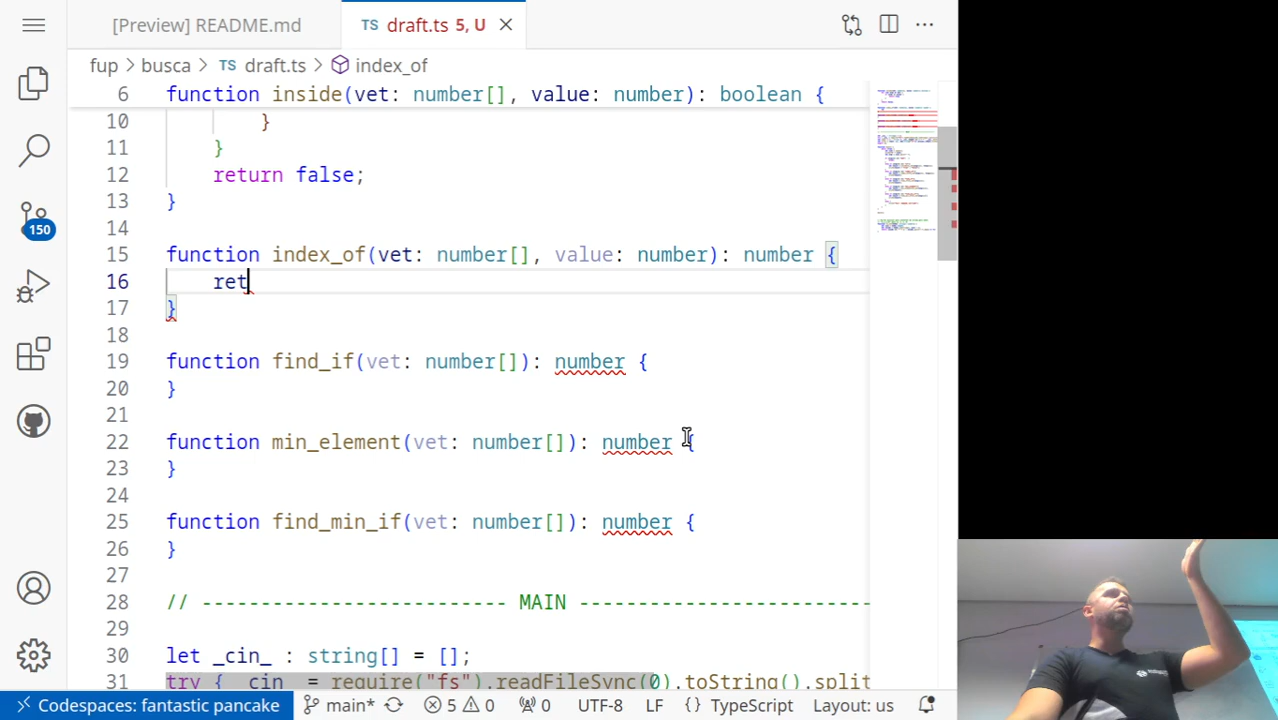 [Preview] README.md
TS draft.ts 5, U
fup > busca > TS draft.ts > index_of
6 function inside(vet: number[], value: number): boolean {
10 }
11 }
12 return false;
13 }
14
15 function index_of(vet: number[], value: number): number {
16 ret
17 }
18
19 function find_if(vet: number[]): number {
20 }
21
22 function min_element(vet: number[]): number {
23 }
24
25 function find_min_if(vet: number[]): number {
26 }
27
28 // -------------------------- MAIN -------------------------
29
30 let _cin_ : string[] = [];
31 try { _cin_ = require("fs").readFileSync(0).toString().split
150
Codespaces: fantastic pancake main* 5 0 0 UTF-8 LF {} TypeScript Layout: us